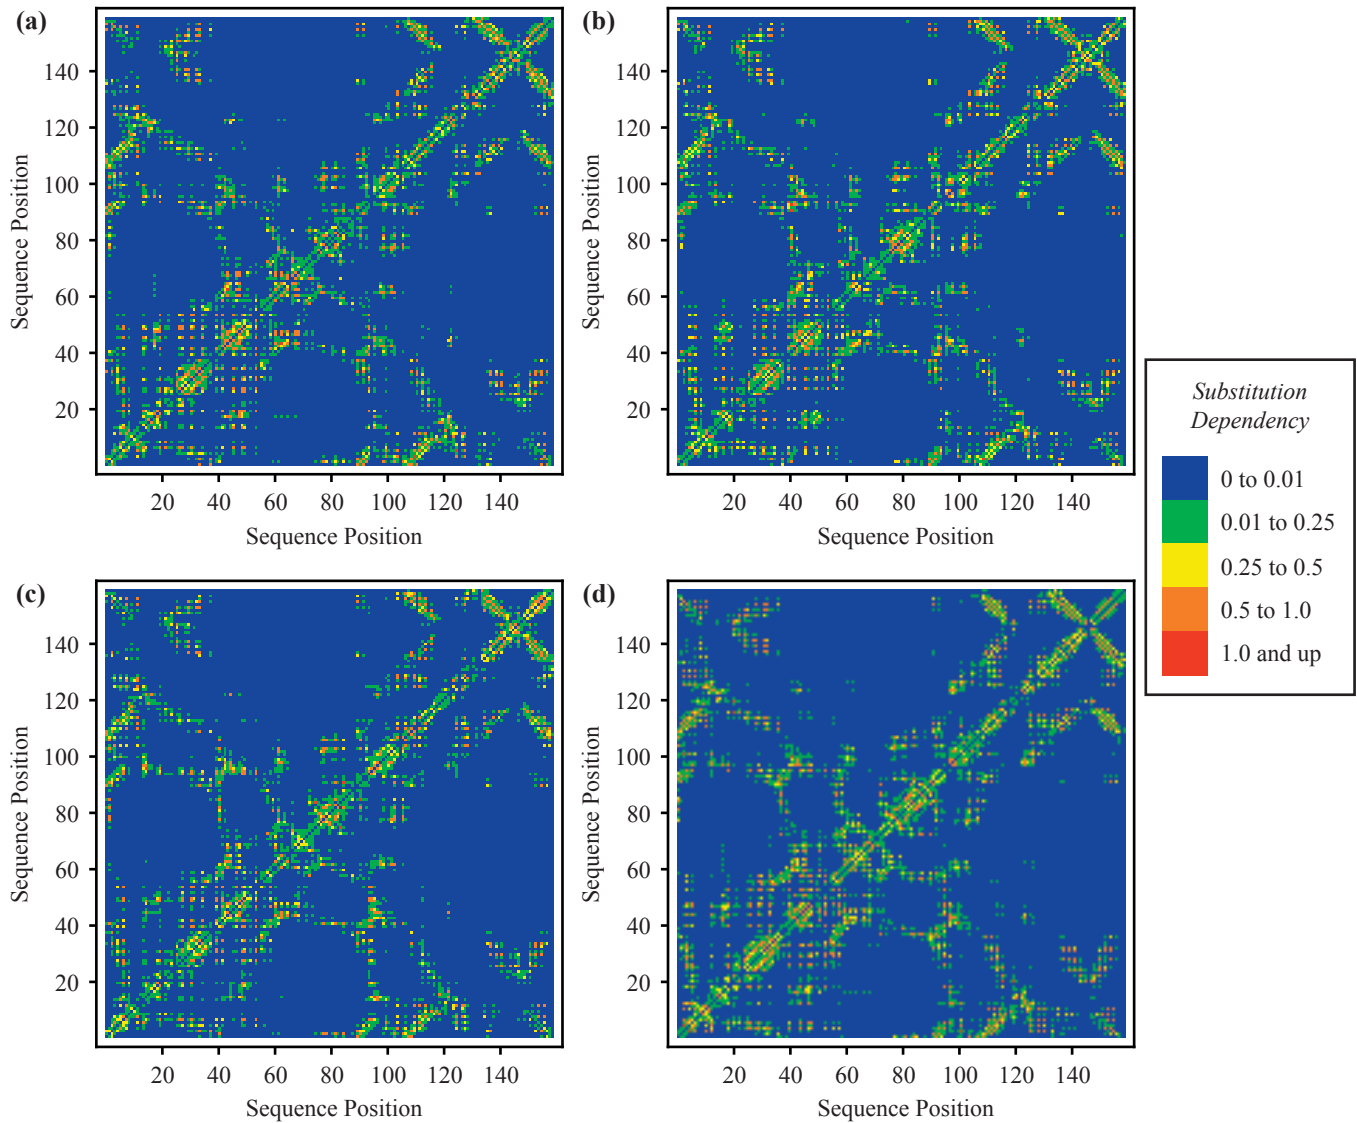 (a)
140
120
100
80
60
40
20
Sequence Position
20 40 60 80 100 120 140
Sequence Position
(b)
140
120
100
80
60
40
20
Sequence Position
20 40 60 80 100 120 140
Sequence Position
Substitution
Dependency
0 to 0.01
0.01 to 0.25
0.25 to 0.5
0.5 to 1.0
1.0 and up
(c)
140
120
100
80
60
40
20
Sequence Position
20 40 60 80 100 120 140
Sequence Position
(d)
140
120
100
80
60
40
20
Sequence Position
20 40 60 80 100 120 140
Sequence Position